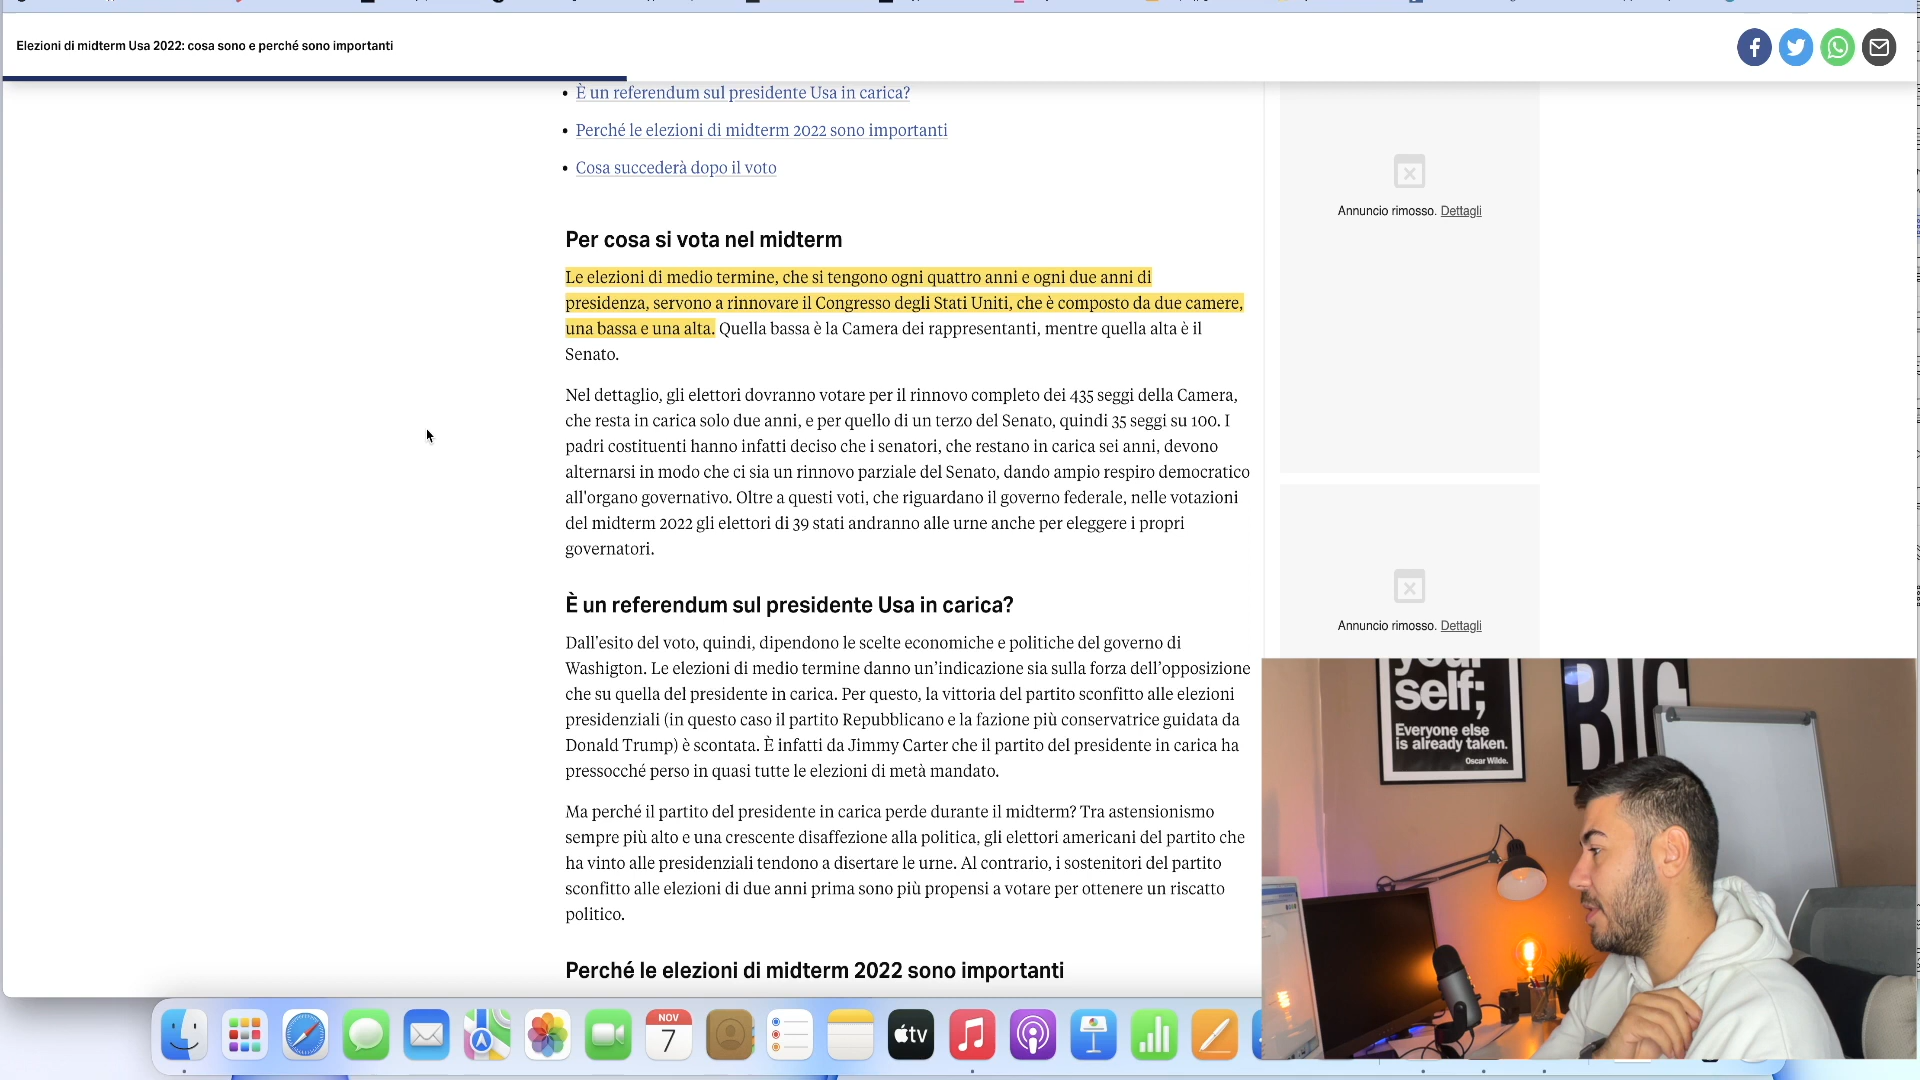 Elezioni di midterm Usa 2022: cosa sono e perché sono importanti
È un referendum sul presidente Usa in carica?
Perché le elezioni di midterm 2022 sono importanti
Cosa succederà dopo il voto
Per cosa si vota nel midterm
Le elezioni di medio termine, che si tengono ogni quattro anni e ogni due anni di
presidenza, servono a rinnovare il Congresso degli Stati Uniti, che è composto da due camere,
una bassa e una alta. Quella bassa è la Camera dei rappresentanti, mentre quella alta è il
Senato.
Nel dettaglio, gli elettori dovranno votare per il rinnovo completo dei 435 seggi della Camera,
che resta in carica solo due anni, e per quello di un terzo del Senato, quindi 35 seggi su 100. I
padri costituenti hanno infatti deciso che i senatori, che restano in carica sei anni, devono
alternarsi in modo che ci sia un rinnovo parziale del Senato, dando ampio respiro democratico
all'organo governativo. Oltre a questi voti, che riguardano il governo federale, nelle votazioni
del midterm 2022 gli elettori di 39 stati andranno alle urne anche per eleggere i propri
governatori.
È un referendum sul presidente Usa in carica?
Dall'esito del voto, quindi, dipendono le scelte economiche e politiche del governo di
Washigton. Le elezioni di medio termine danno un’indicazione sia sulla forza dell’opposizione
che su quella del presidente in carica. Per questo, la vittoria del partito sconfitto alle elezioni
presidenziali (in questo caso il partito Repubblicano e la fazione più conservatrice guidata da
Donald Trump) è scontata. È infatti da Jimmy Carter che il partito del presidente in carica ha
pressocché perso in quasi tutte le elezioni di metà mandato.
Ma perché il partito del presidente in carica perde durante il midterm? Tra astensionismo
sempre più alto e una crescente disaffezione alla politica, gli elettori americani del partito che
ha vinto alle presidenziali tendono a disertare le urne. Al contrario, i sostenitori del partito
sconfitto alle elezioni di due anni prima sono più propensi a votare per ottenere un riscatto
politico.
Perché le elezioni di midterm 2022 sono importanti
Annuncio rimosso. Dettagli
Annuncio rimosso. Dettagli
your
self;
Everyone else
is already taken.
Oscar Wilde.
BIG
NOV
7
tv